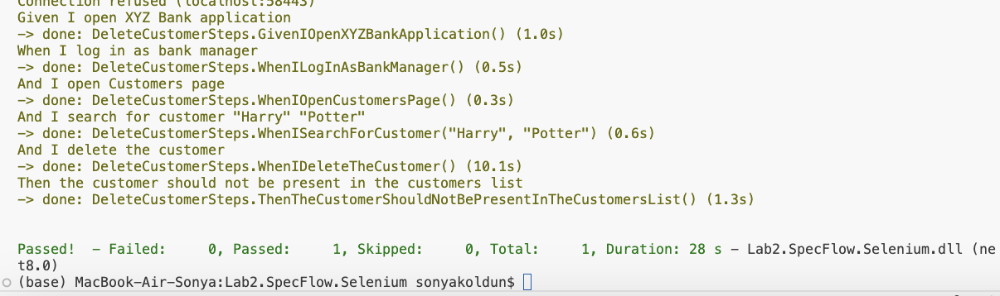 Connection refused (localhost:58443)
Given I open XYZ Bank application
-> done: DeleteCustomerSteps.GivenIOpenXYZBankApplication() (1.0s)
When I log in as bank manager
-> done: DeleteCustomerSteps.WhenILogInAsBankManager() (0.5s)
And I open Customers page
-> done: DeleteCustomerSteps.WhenIOpenCustomersPage() (0.3s)
And I search for customer "Harry" "Potter"
-> done: DeleteCustomerSteps.WhenISearchForCustomer("Harry", "Potter") (0.6s)
And I delete the customer
-> done: DeleteCustomerSteps.WhenIDeleteTheCustomer() (10.1s)
Then the customer should not be present in the customers list
-> done: DeleteCustomerSteps.ThenTheCustomerShouldNotBePresentInTheCustomersList() (1.3s)
Passed!  - Failed:     0, Passed:     1, Skipped:     0, Total:     1, Duration: 28 s - Lab2.SpecFlow.Selenium.dll (ne
t8.0)
(base) MacBook-Air-Sonya:Lab2.SpecFlow.Selenium sonyakoldun$